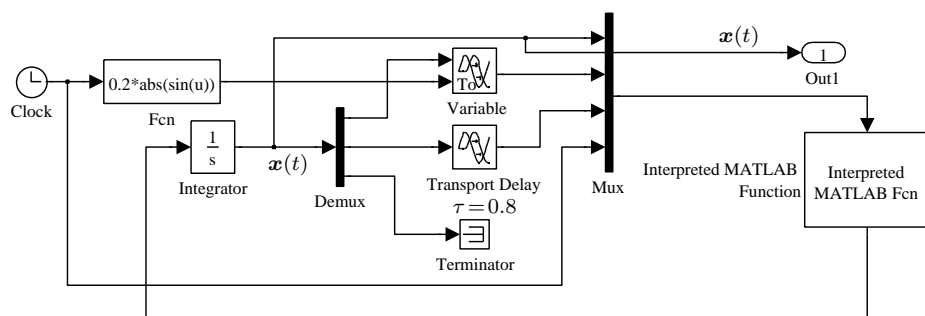 x(t)
1
Out1
Clock
0.2*abs(sin(u))
Fcn
To
Variable
1
s
Integrator
x(t)
Demux
Transport Delay
τ=0.8
Terminator
Mux
Interpreted MATLAB
Function
Interpreted
MATLAB Fcn